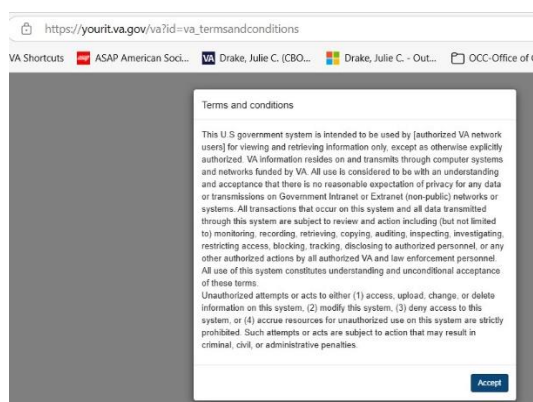 https://yourit.va.gov/va?id=va_termsandconditions
VA Shortcuts ASAP American Soci... VA Drake, Julie C. (CBO... Drake, Julie C. - Out... OCC-Office of
Terms and conditions
This U.S government system is intended to be used by [authorized VA network
users] for viewing and retrieving information only, except as otherwise explicitly
authorized. VA information resides on and transmits through computer systems
and networks funded by VA. All use is considered to be with an understanding
and acceptance that there is no reasonable expectation of privacy for any data
or transmissions on Government Intranet or Extranet (non-public) networks or
systems. All transactions that occur on this system and all data transmitted
through this system are subject to review and action including (but not limited
to) monitoring, recording, retrieving, copying, auditing, inspecting, investigating,
restricting access, blocking, tracking, disclosing to authorized personnel, or any
other authorized actions by all authorized VA and law enforcement personnel.
All use of this system constitutes understanding and unconditional acceptance
of these terms.
Unauthorized attempts or acts to either (1) access, upload, change, or delete
information on this system, (2) modify this system, (3) deny access to this
system, or (4) accrue resources for unauthorized use on this system are strictly
prohibited. Such attempts or acts are subject to action that may result in
criminal, civil, or administrative penalties.
Accept